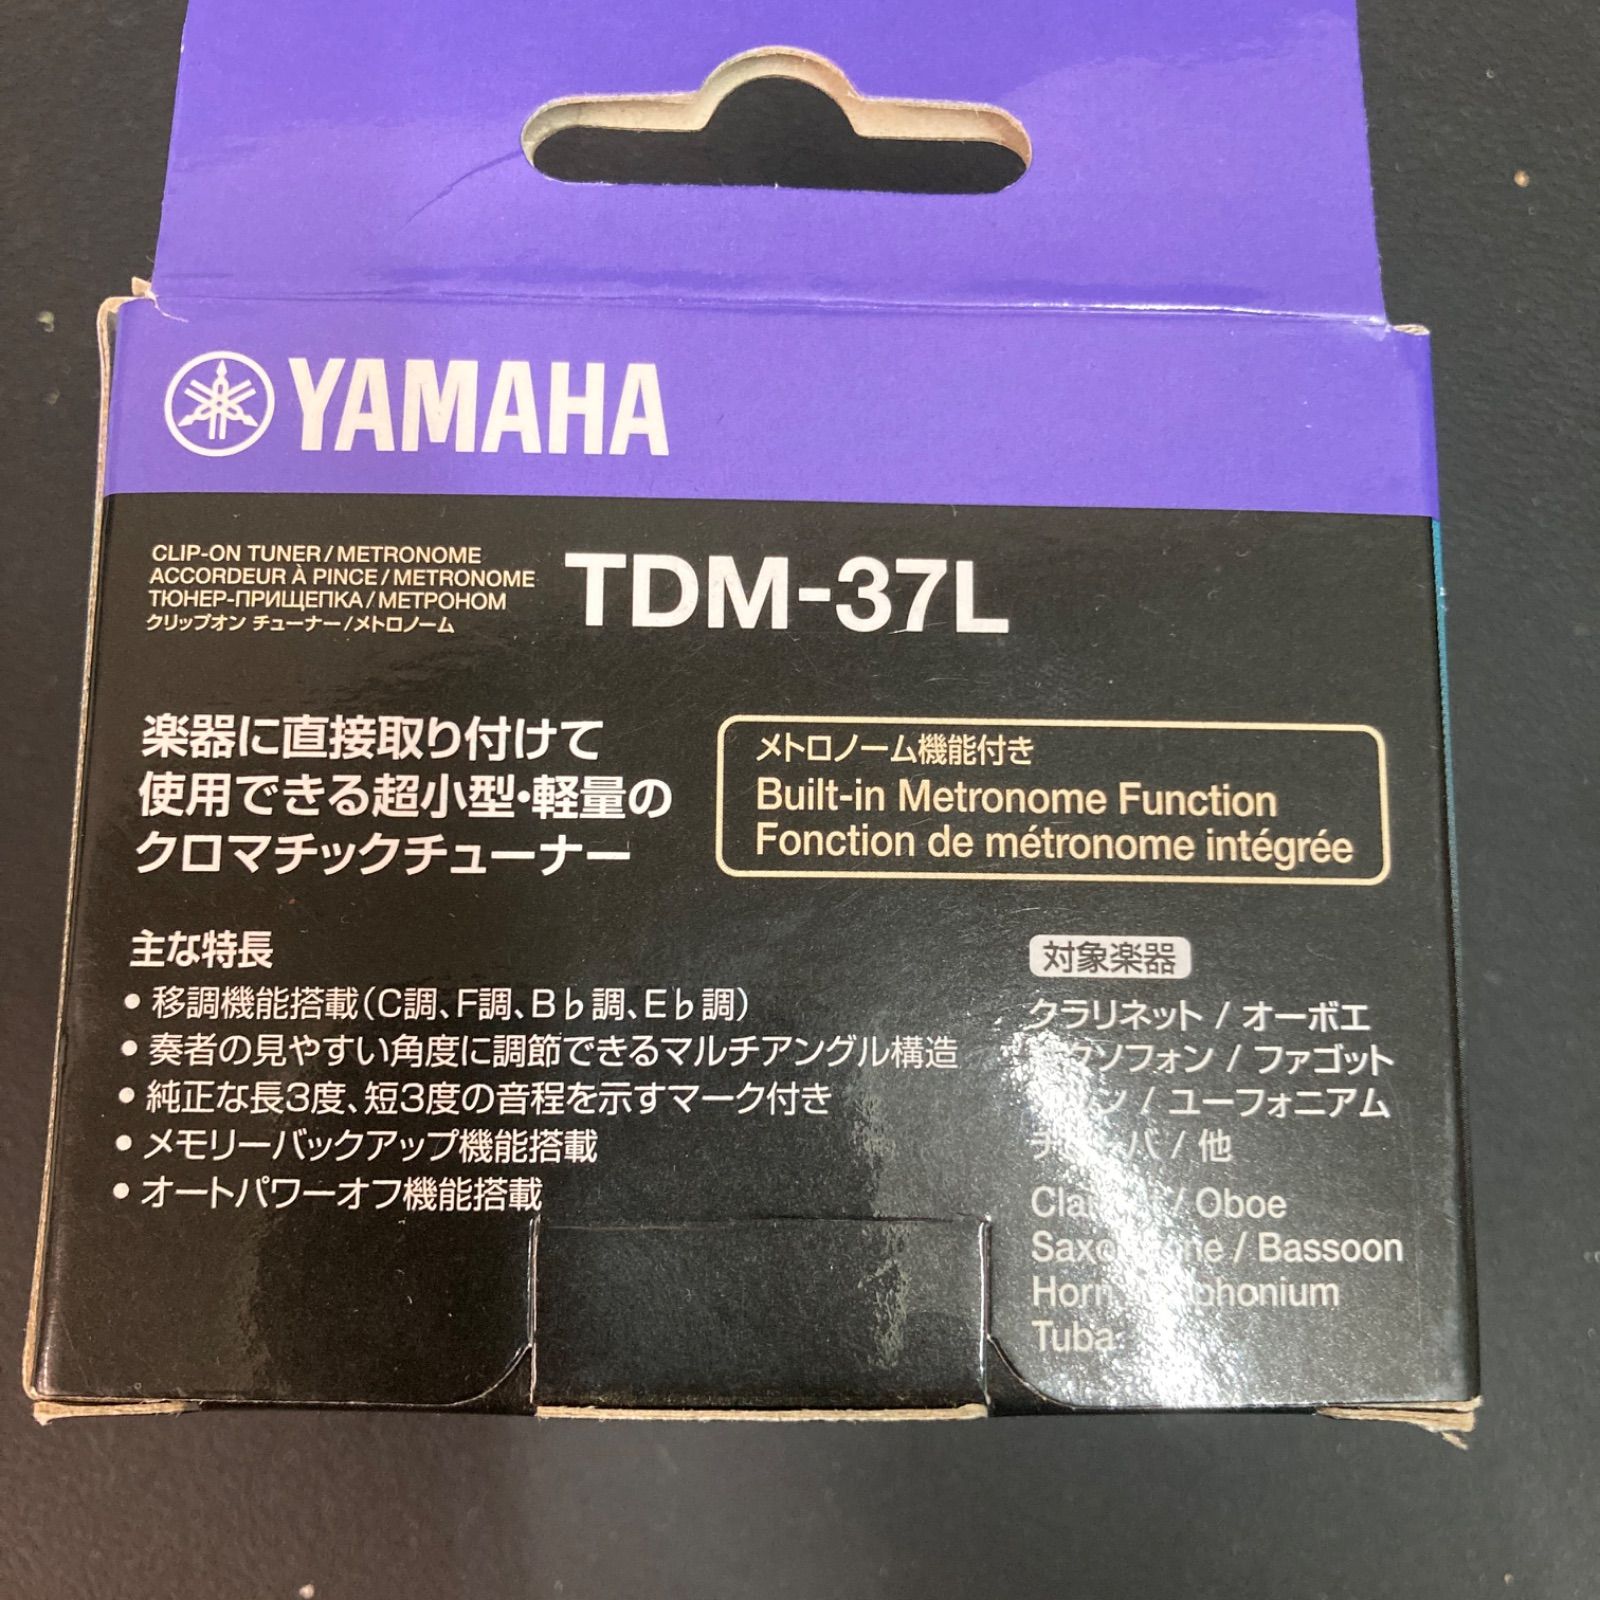 YAMAHA
CLIP-ON TUNER / METRONOME
ACCORDEUR À PINCE / METRONOME
ТЮНЕР-ПРИЩЕПКА / МЕТРОНОМ
クリップオン チューナー/メトロノーム
TDM-37L
楽器に直接取り付けて
使用できる超小型・軽量の
クロマチックチューナー
メトロノーム機能付き
Built-in Metronome Function
Fonction de métronome intégrée
主な特長
• 移調機能搭載(C調、F調、B♭調、E♭調)
• 奏者の見やすい角度に調節できるマルチアングル構造
• 純正な長3度、短3度の音程を示すマーク付き
• メモリーバックアップ機能搭載
• オートパワーオフ機能搭載
対象楽器
クラリネット / オーボエ
/ ファゴット
/ ユーフォニアム
/ 他
/ Oboe
/ Bassoon
Horn
Tuba